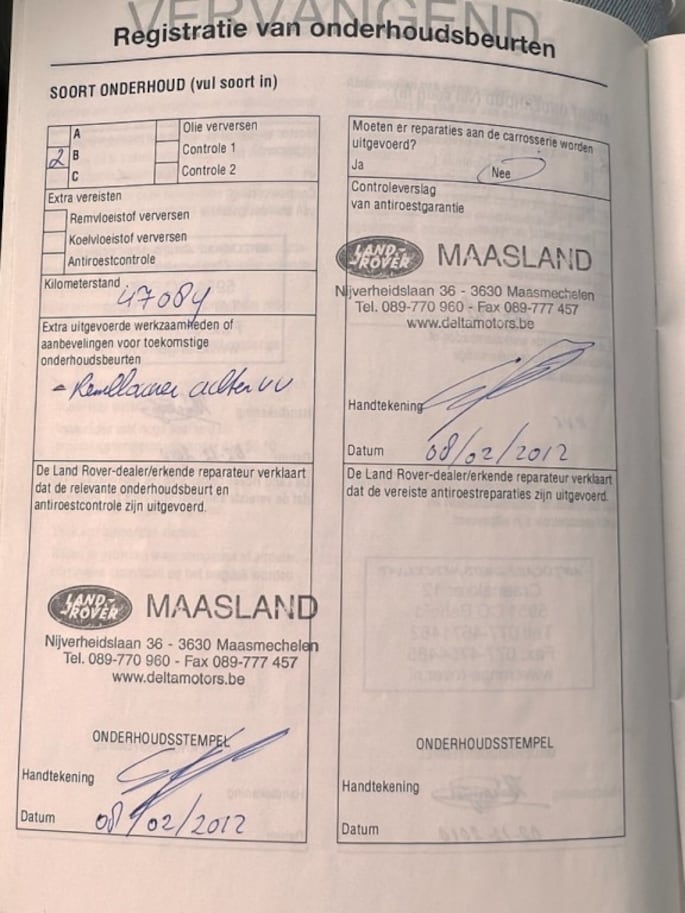 VERVANGEND
Registratie van onderhoudsbeurten
SOORT ONDERHOUD (vul soort in)
A
Olie verversen
2 B
Controle 1
C
Controle 2
Extra vereisten
Remvloeistof verversen
Koelvloeistof verversen
Antiroestcontrole
Kilometerstand 47084
Extra uitgevoerde werkzaamheden of
aanbevelingen voor toekomstige
onderhoudsbeurten
De Land Rover-dealer/erkende reparateur verklaart
dat de relevante onderhoudsbeurt en
antiroestcontrole zijn uitgevoerd.
LAND-
ROVER
MAASLAND
Nijverheidslaan 36 - 3630 Maasmechelen
Tel. 089-770 960 - Fax 089-777 457
www.deltamotors.be
ONDERHOUDSSTEMPEL
Handtekening
Datum 08/02/2012
Moeten er reparaties aan de carrosserie worden
uitgevoerd?
Ja Nee
Controleverslag
van antiroestgarantie
LAND-
ROVER
MAASLAND
Nijverheidslaan 36 - 3630 Maasmechelen
Tel. 089-770 960 - Fax 089-777 457
www.deltamotors.be
Handtekening
Datum 08/02/2012
De Land Rover-dealer/erkende reparateur verklaart
dat de vereiste antiroestreparaties zijn uitgevoerd.
ONDERHOUDSSTEMPEL
Handtekening
Datum